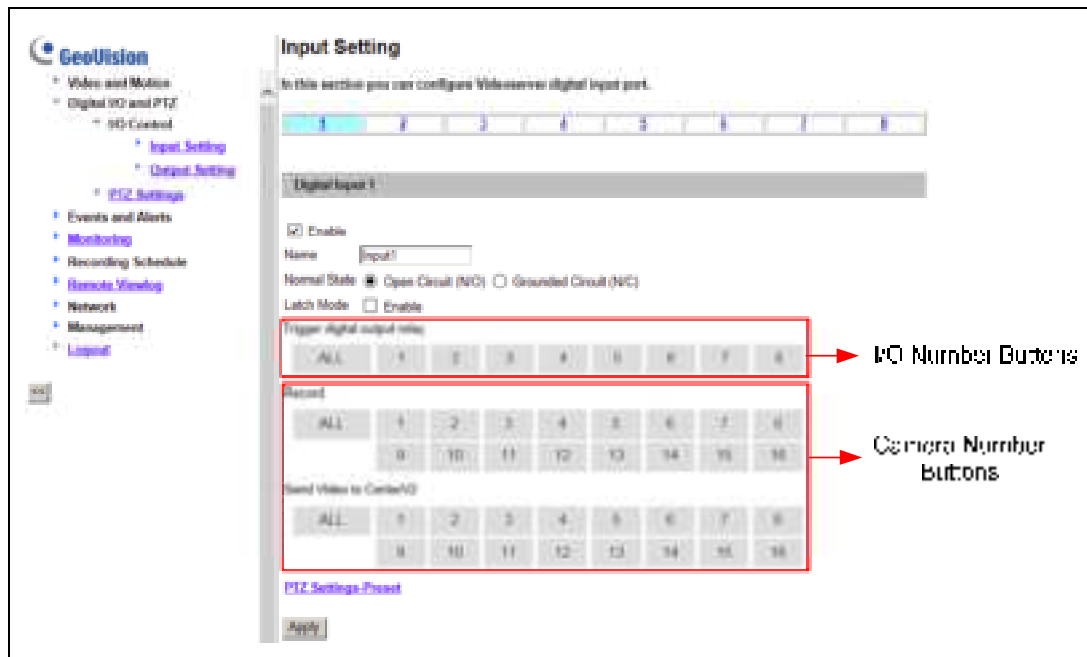 GeoVision
Video and Motion
Digital I/O and PTZ
I/O Control
Input Setting
Output Setting
PTZ Settings
Events and Alerts
Monitoring
Recording Schedule
Remote Viewlog
Network
Management
Logout
<<
Input Setting
In this section you can configure Videoserver digital input port.
1 2 3 4 5 6 7 8
Digital Input 1
Enable
Name Input1
Normal State Open Circuit (N/O) Grounded Circuit (N/C)
Latch Mode Enable
Trigger digital output relay
ALL 1 2 3 4 5 6 7 8
Record
ALL 1 2 3 4 5 6 7 8
9 10 11 12 13 14 15 16
Send Video to CenterV2
ALL 1 2 3 4 5 6 7 8
9 10 11 12 13 14 15 16
PTZ Settings-Preset
Apply
I/O Number Buttons
Camera Number
Buttons